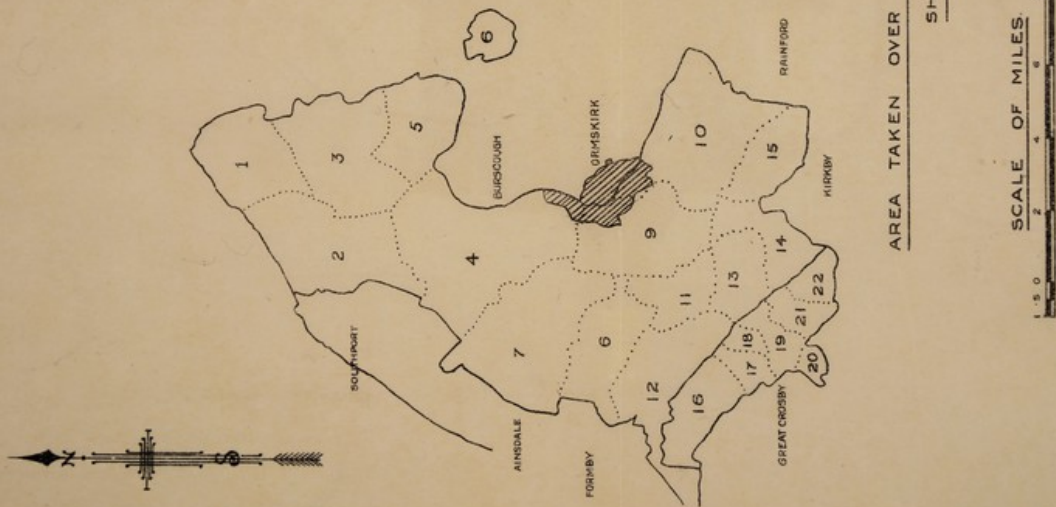 N
S
SOUTHPORT
AINSDALE
FORMBY
GREAT CROSBY
BURSCOUGH
ORMSKIRK
RAINFORD
KIRKBY
1
2
3
4
5
6
7
6
9
10
11
12
13
14
15
16
17
18
19
20
21
22
AREA TAKEN OVER
SH
SCALE OF MILES.
1 .5 0 2 4 6